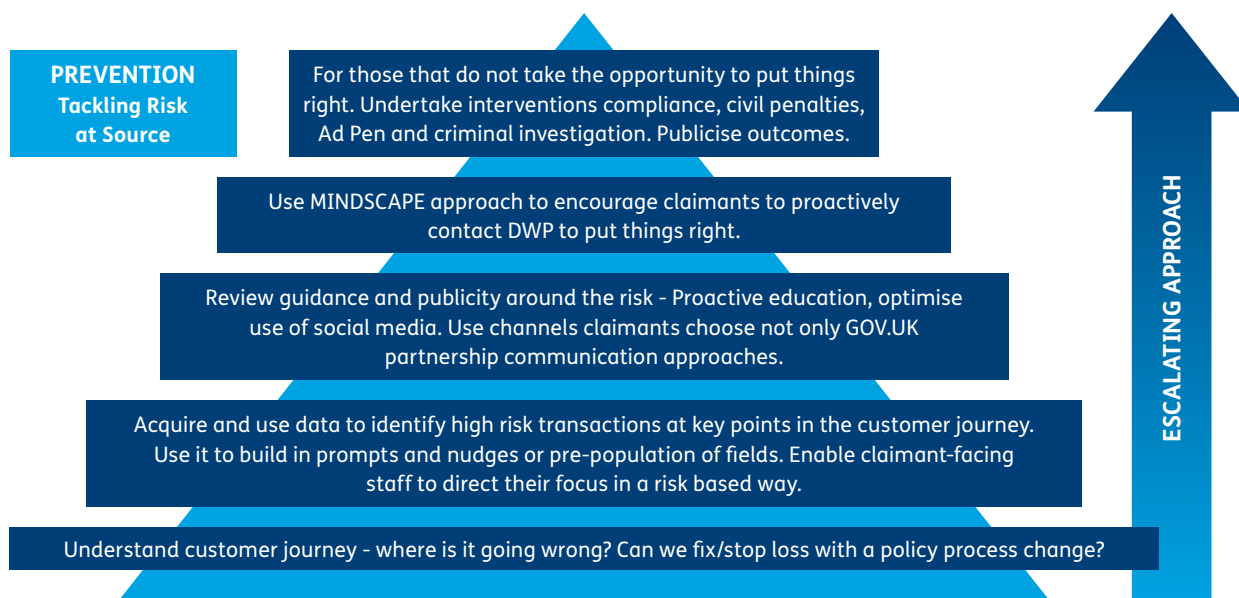 PREVENTION
Tackling Risk
at Source
For those that do not take the opportunity to put things
right. Undertake interventions compliance, civil penalties,
Ad Pen and criminal investigation. Publicise outcomes.
Use MINDSCAPE approach to encourage claimants to proactively
contact DWP to put things right.
Review guidance and publicity around the risk - Proactive education, optimise
use of social media. Use channels claimants choose not only GOV.UK
partnership communication approaches.
Acquire and use data to identify high risk transactions at key points in the customer journey.
Use it to build in prompts and nudges or pre-population of fields. Enable claimant-facing
staff to direct their focus in a risk based way.
Understand customer journey - where is it going wrong? Can we fix/stop loss with a policy process change?
ESCALATING APPROACH